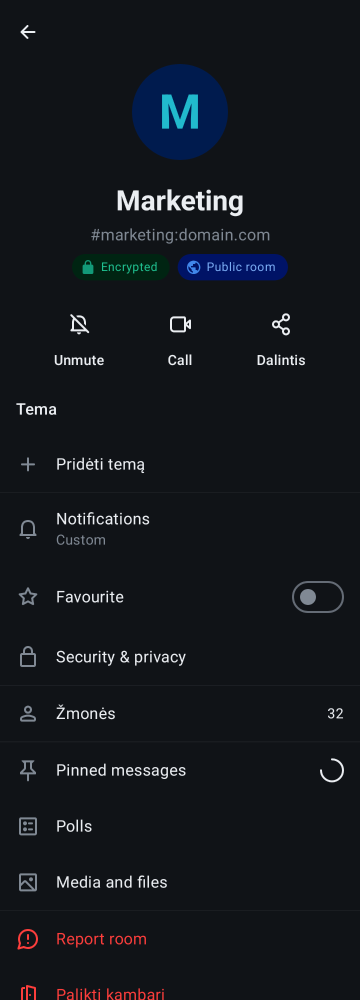 M
Marketing
#marketing:domain.com
Encrypted
Public room
Unmute
Call
Dalintis
Tema
Pridėti temą
Notifications
Custom
Favourite
Security & privacy
Žmonės
32
Pinned messages
Polls
Media and files
Report room
Palikti kambarį